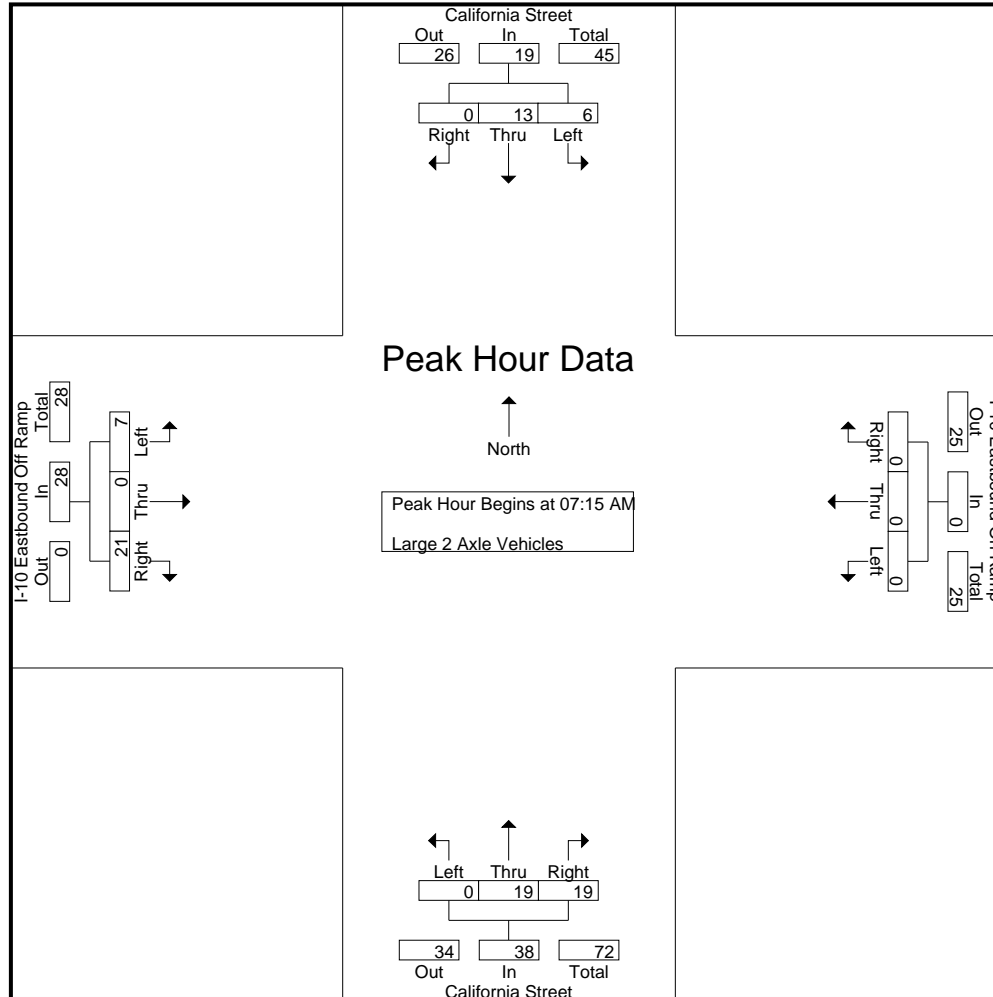 California Street
Out In Total
26 19 45
0 13 6
Right Thru Left
Peak Hour Data
North
Peak Hour Begins at 07:15 AM
Large 2 Axle Vehicles
I-10 Eastbound Off Ramp
Total In Out
28 28 0
7 0 21
Left Thru Right
Right Thru Left
0 0 0
25 0 25
Out In Total
Left Thru Right
0 19 19
34 38 72
Out In Total
California Street